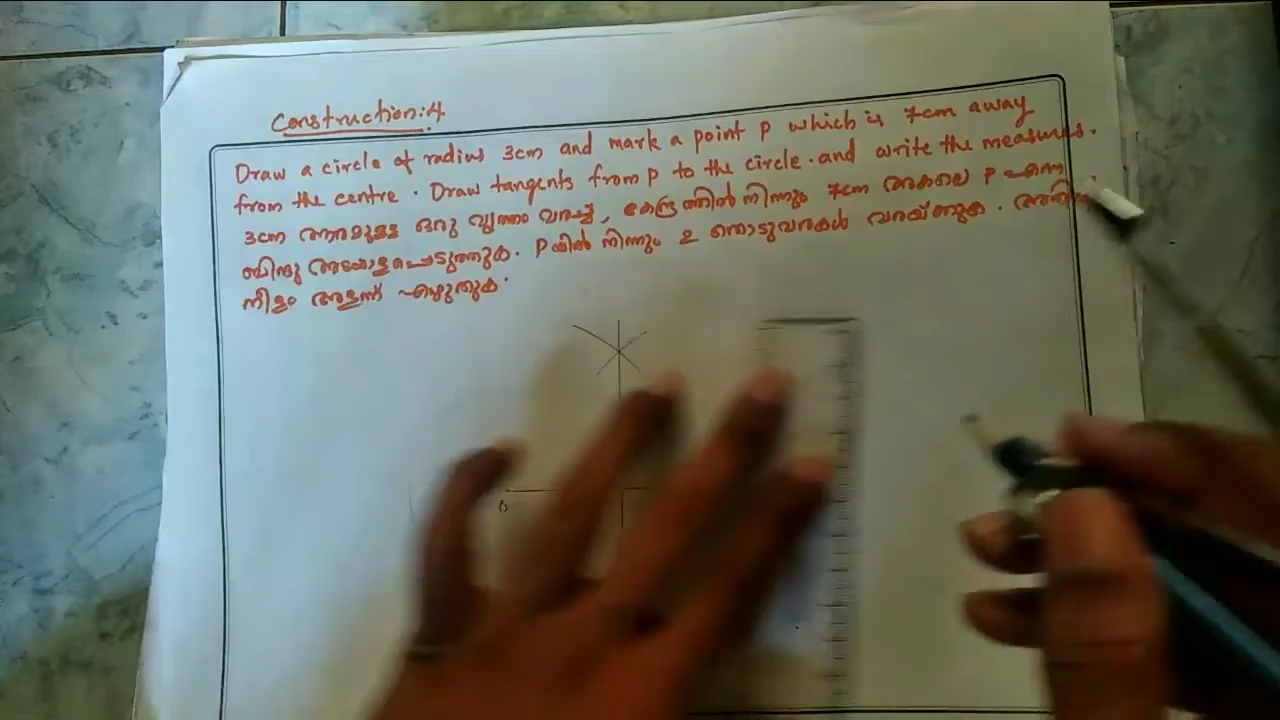 Construction:4
Draw a circle of radius 3cm and mark a point P which is 7cm away
from the centre. Draw tangents from P to the circle. and write the measures.
3cm ആരമുള്ള ഒരു വൃത്തം വരച്ച്, കേന്ദ്രത്തിൽ നിന്നും 7cm അകലെ P എന്ന
ബിന്ദു അടയാളപ്പെടുത്തുക. P യിൽ നിന്നും 2 തൊടുവരകൾ വരയ്ക്കുക.
നീളം അളന്ന് എഴുതുക.